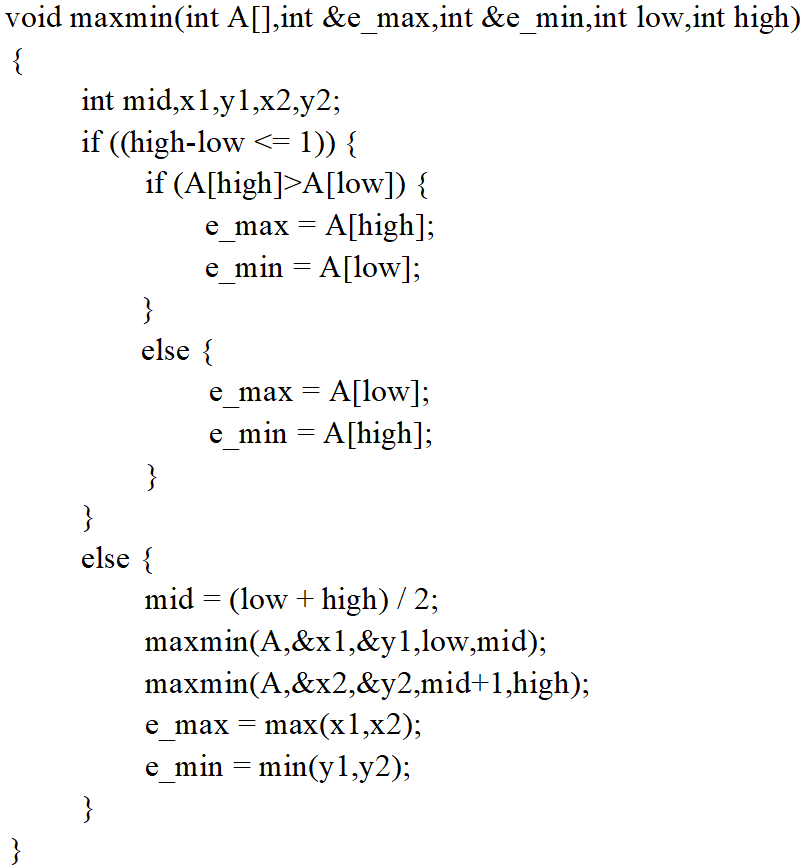 void maxmin(int A[],int &e_max,int &e_min,int low,int high)
{
int mid,x1,y1,x2,y2;
if ((high-low <= 1)) {
if (A[high]>A[low]) {
e_max = A[high];
e_min = A[low];
}
else {
e_max = A[low];
e_min = A[high];
}
}
else {
mid = (low + high) / 2;
maxmin(A,&x1,&y1,low,mid);
maxmin(A,&x2,&y2,mid+1,high);
e_max = max(x1,x2);
e_min = min(y1,y2);
}
}